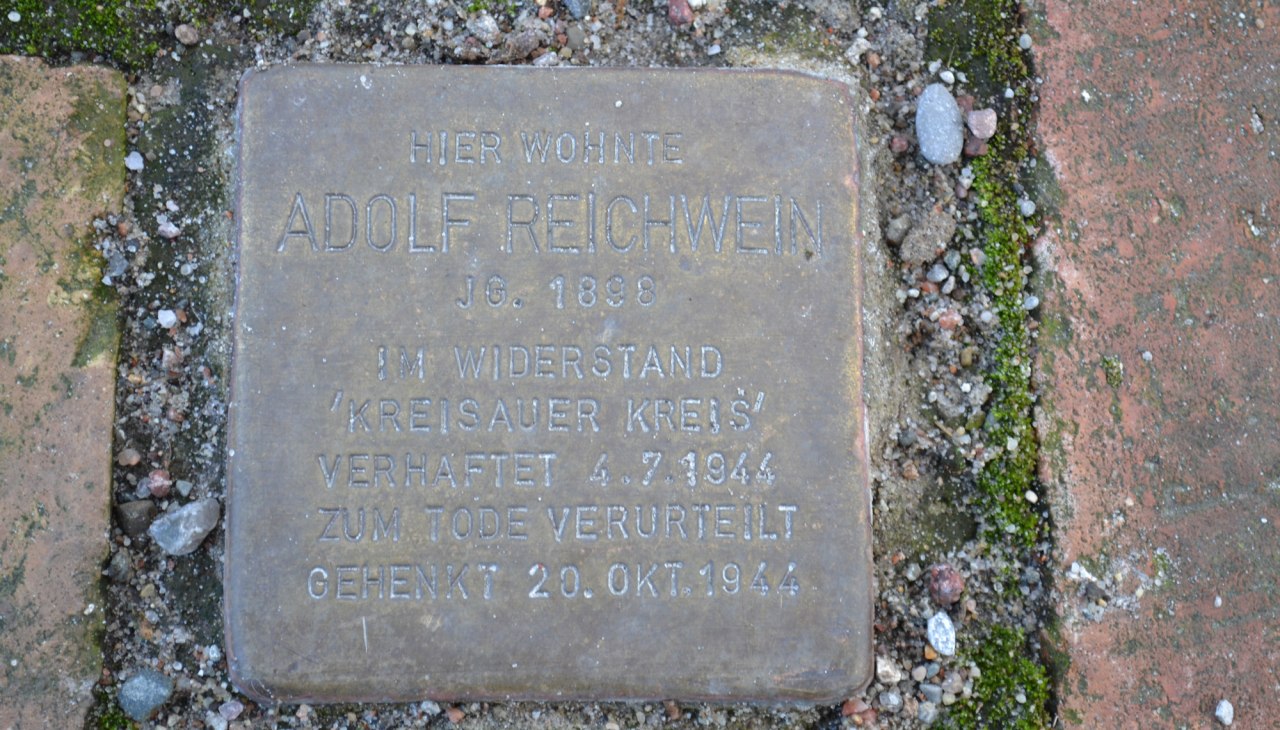 HIER WOHNTE
ADOLF REICHWEIN
JG. 1898
IM WIDERSTAND
'KREISAUER KREIS'
VERHAFTET 4.7.1944
ZUM TODE VERURTEILT
GEHENKT 20.OKT.1944